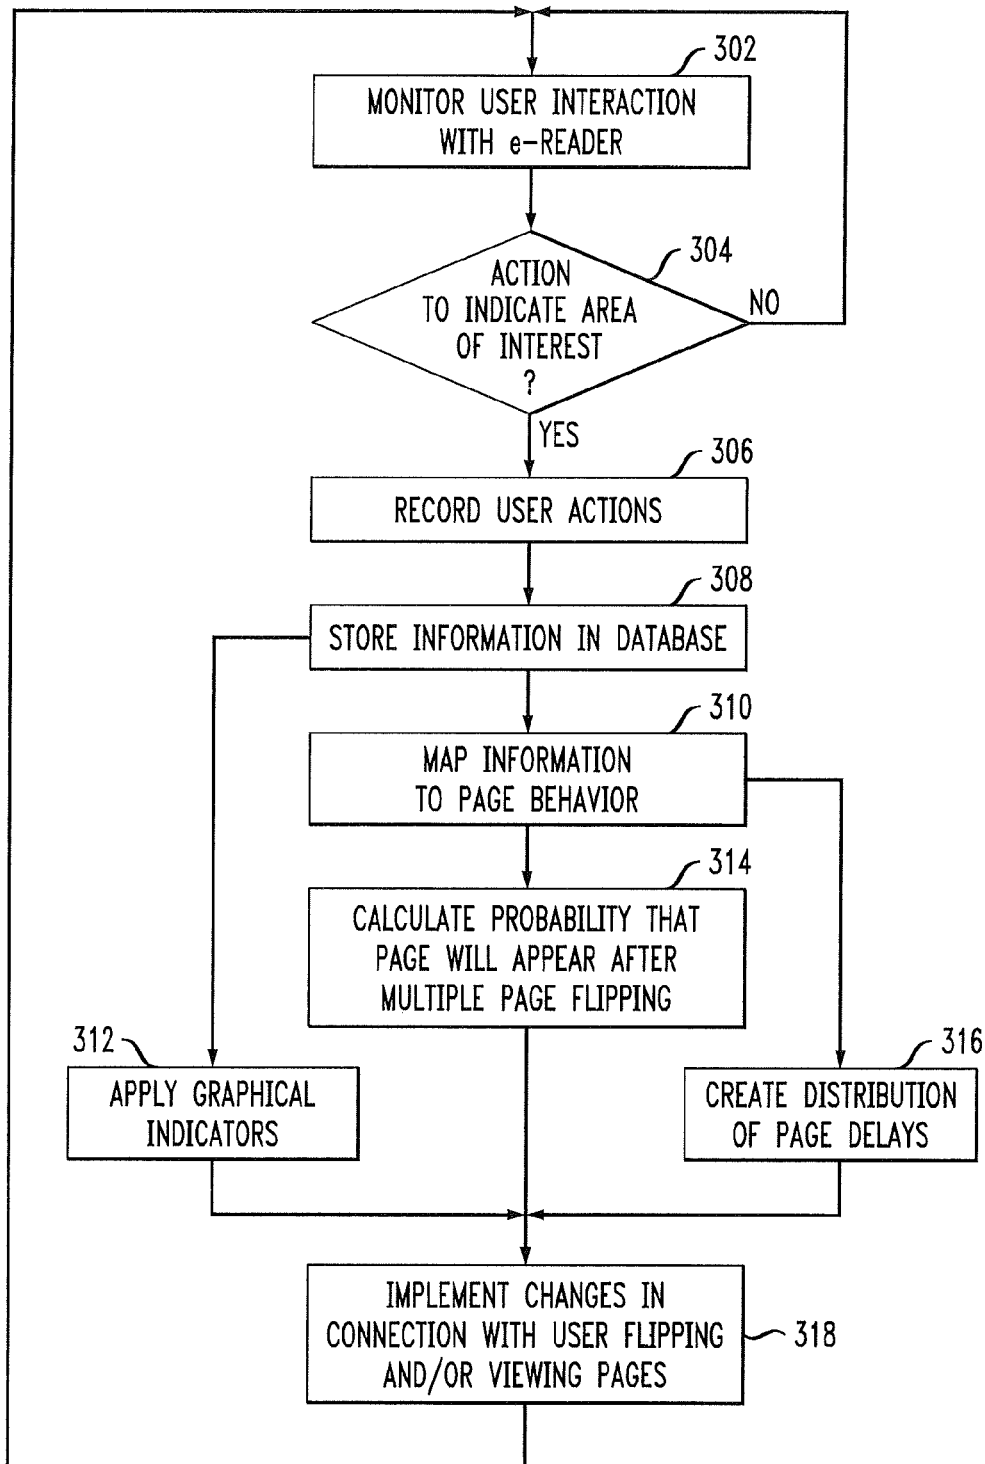 302
MONITOR USER INTERACTION
WITH e-READER
304
ACTION
TO INDICATE AREA
OF INTEREST
?
NO
YES
306
RECORD USER ACTIONS
308
STORE INFORMATION IN DATABASE
310
MAP INFORMATION
TO PAGE BEHAVIOR
314
CALCULATE PROBABILITY THAT
PAGE WILL APPEAR AFTER
MULTIPLE PAGE FLIPPING
312
APPLY GRAPHICAL
INDICATORS
316
CREATE DISTRIBUTION
OF PAGE DELAYS
IMPLEMENT CHANGES IN
CONNECTION WITH USER FLIPPING
AND/OR VIEWING PAGES
318